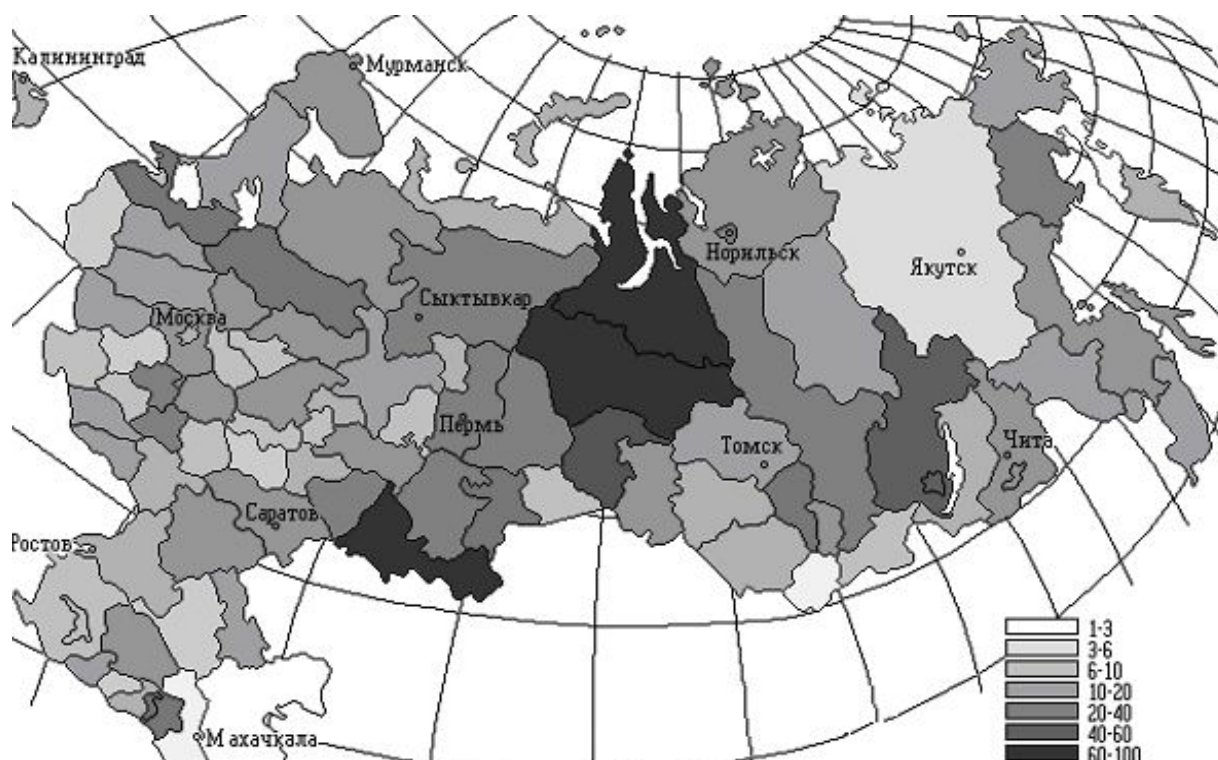 Калининград
Мурманск
Норильск
Якутск
Сыктывкар
Москва
Пермь
Томск
Чита
Саратов
Ростов
Махачкала
1-3
3-6
6-10
10-20
20-40
40-60
60-100